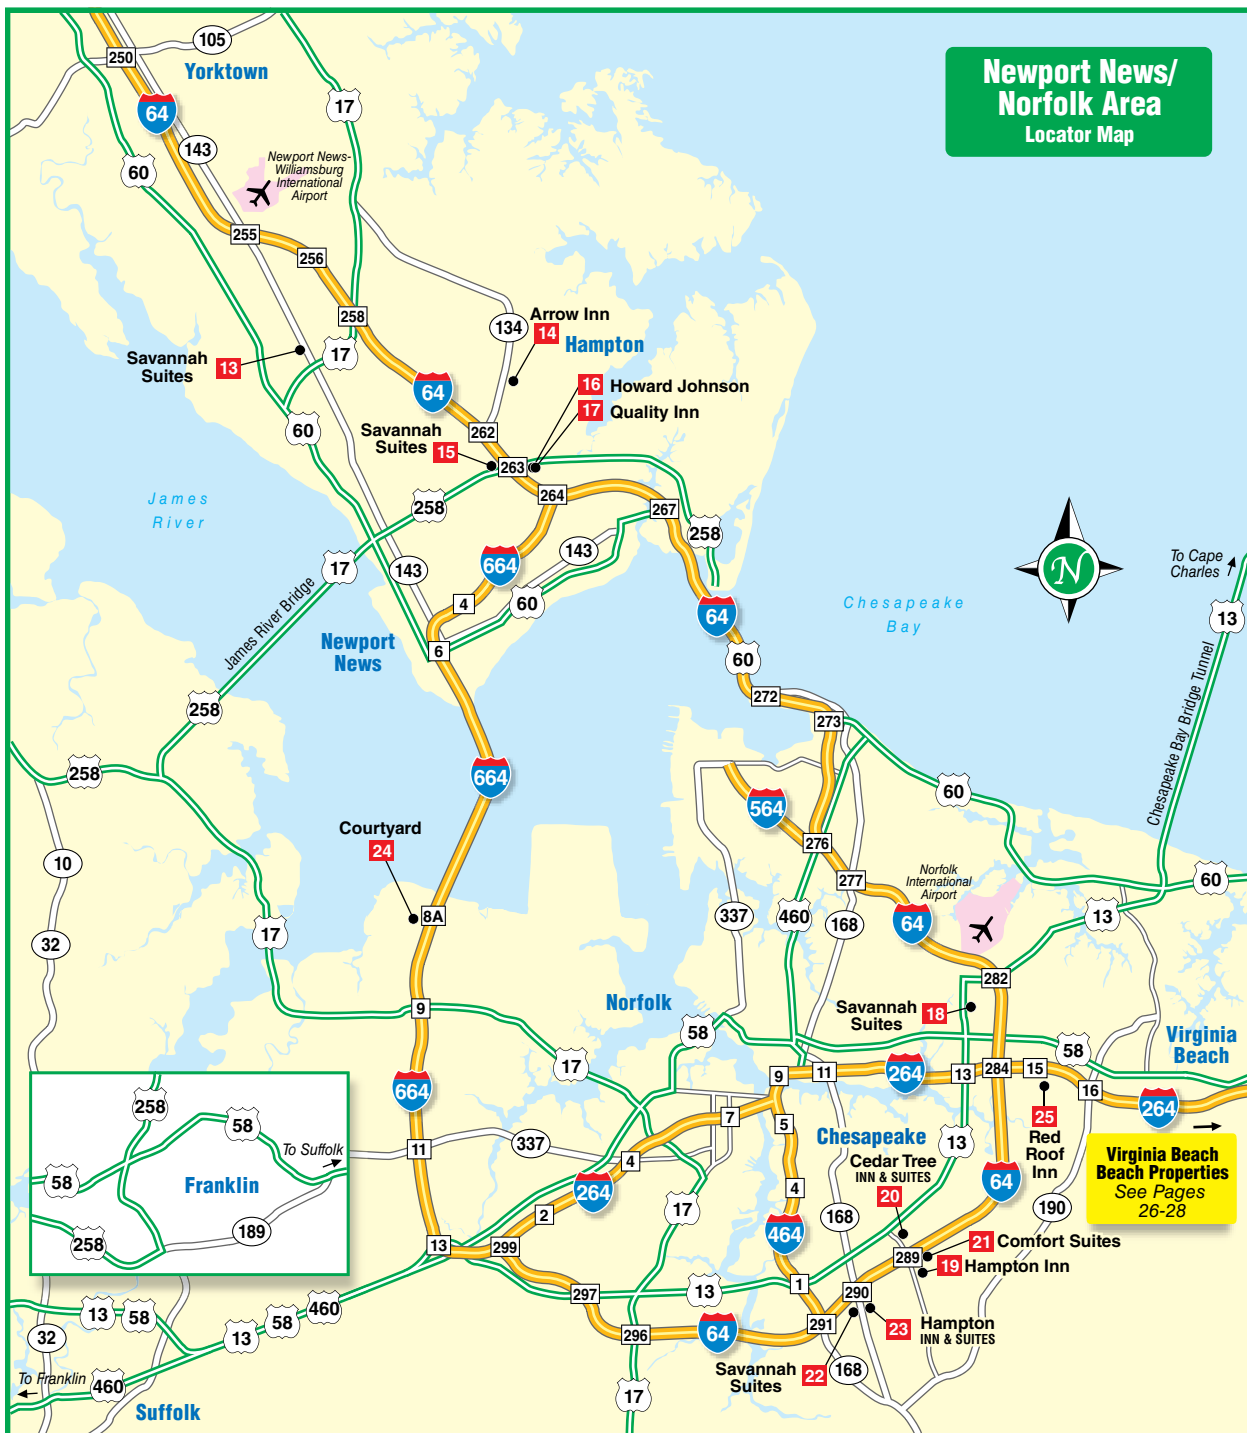 Newport News/
Norfolk Area
Locator Map
105
250
Yorktown
64
17
143
60
Newport News-
Williamsburg
International
Airport
255
256
258
134
Arrow Inn
14
Hampton
Savannah
Suites
13
17
64
16
Howard Johnson
17
Quality Inn
60
262
Savannah
Suites
15
263
264
267
258
258
James
River
17
143
664
143
4
60
James River Bridge
Newport
News
6
64
60
Chesapeake
Bay
N
To Cape
Charles
13
Chesapeake Bay Bridge Tunnel
258
258
272
273
664
564
60
Courtyard
24
276
277
Norfolk
International
Airport
60
10
8A
337
460
168
64
13
32
17
282
9
Norfolk
Savannah
Suites
18
58
58
Virginia
Beach
17
664
9
11
264
13
284
15
16
264
258
58
To Suffolk
58
Franklin
189
258
11
337
7
5
4
Chesapeake
13
25
Red
Roof
Inn
Virginia Beach
Beach Properties
See Pages
26-28
Cedar Tree
INN & SUITES
20
264
4
64
2
17
168
190
464
13
299
289
21
Comfort Suites
19
Hampton Inn
297
13
1
290
13
58
460
58
13
32
296
64
291
23
Hampton
INN & SUITES
Savannah
Suites
22
168
To Franklin
460
17
Suffolk